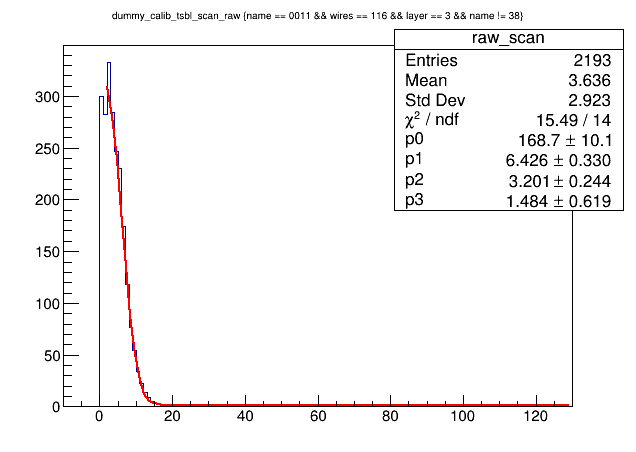 dummy_calib_tsbl_scan_raw {name == 0011 && wires == 116 && layer == 3 && name != 38}
raw_scan
Entries 2193
Mean 3.636
Std Dev 2.923
χ² / ndf 15.49 / 14
p0 168.7 ± 10.1
p1 6.426 ± 0.330
p2 3.201 ± 0.244
p3 1.484 ± 0.619
300
250
200
150
100
50
0
0 20 40 60 80 100 120